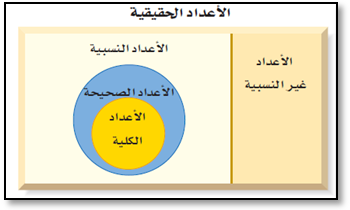 الأعداد الحقيقية
الأعداد
غير النسبية
الأعداد النسبية
الأعداد الصحيحة
الأعداد
الكلية